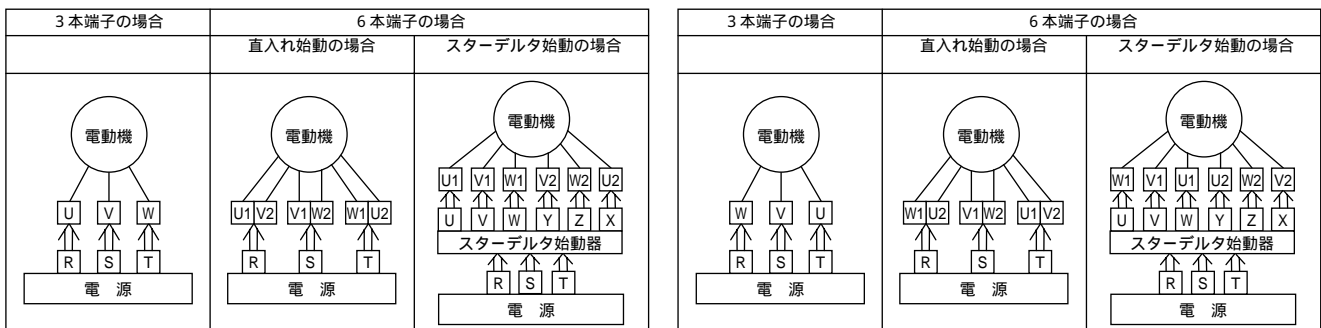 3本端子の場合
6本端子の場合
直入れ始動の場合
スターデルタ始動の場合
電動機
U V W
R S T
電 源
電動機
U1 V2 V1 W2 W1 U2
R S T
電 源
電動機
U1 V1 W1 V2 W2 U2
U V W Y Z X
スターデルタ始動器
R S T
電 源
3本端子の場合
6本端子の場合
直入れ始動の場合
スターデルタ始動の場合
電動機
W V U
R S T
電 源
電動機
W1 U2 V1 W2 U1 V2
R S T
電 源
電動機
W1 V1 U1 U2 W2 V2
U V W Y Z X
スターデルタ始動器
R S T
電 源